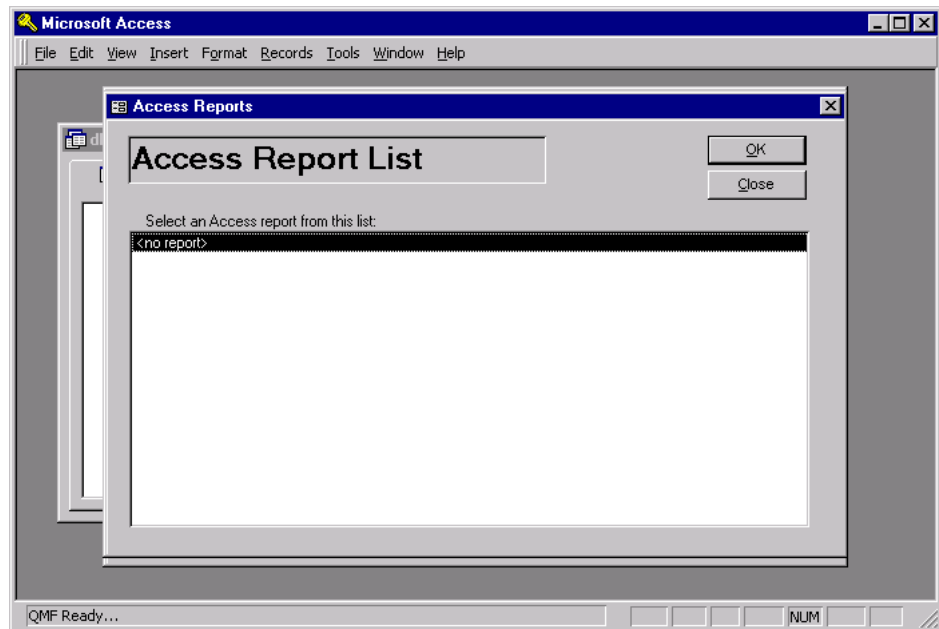 Microsoft Access
File Edit View Insert Format Records Tools Window Help
Access Reports
Access Report List
OK
Close
Select an Access report from this list:
<no report>
QMF Ready...
NUM